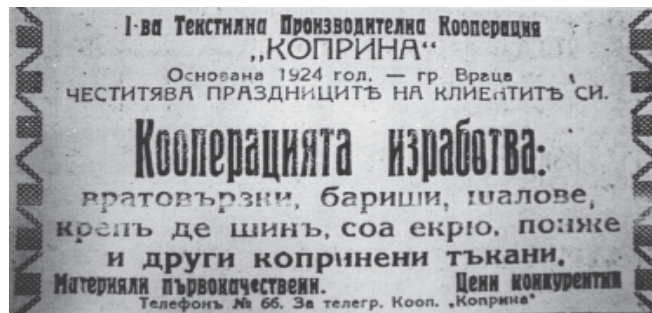 I-ва Текстилна Производителна Кооперация
„КОПРИНА“
Основана 1924 год. — гр Враца
ЧЕСТИТЯВА ПРАЗДНИЦИТѢ НА КЛИЕНТИТѢ СИ.
Кооперацията изработва:
вратовързки, бариши, шалове,
крепъ де шинъ, соа екрю, понже
и други копринени тъкани.
Материяли първокачествени. Цени конкурентни
Телефонъ № 66. За телегр. Кооп. „Коприна“